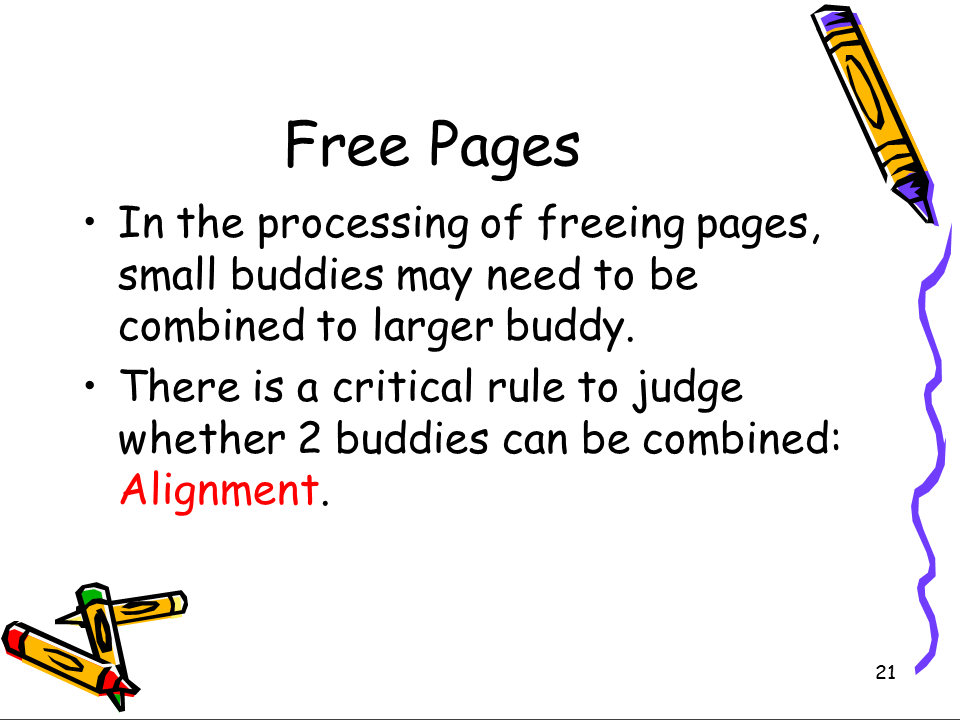 Free Pages
• In the processing of freeing pages,
small buddies may need to be
combined to larger buddy.
• There is a critical rule to judge
whether 2 buddies can be combined:
Alignment.
21